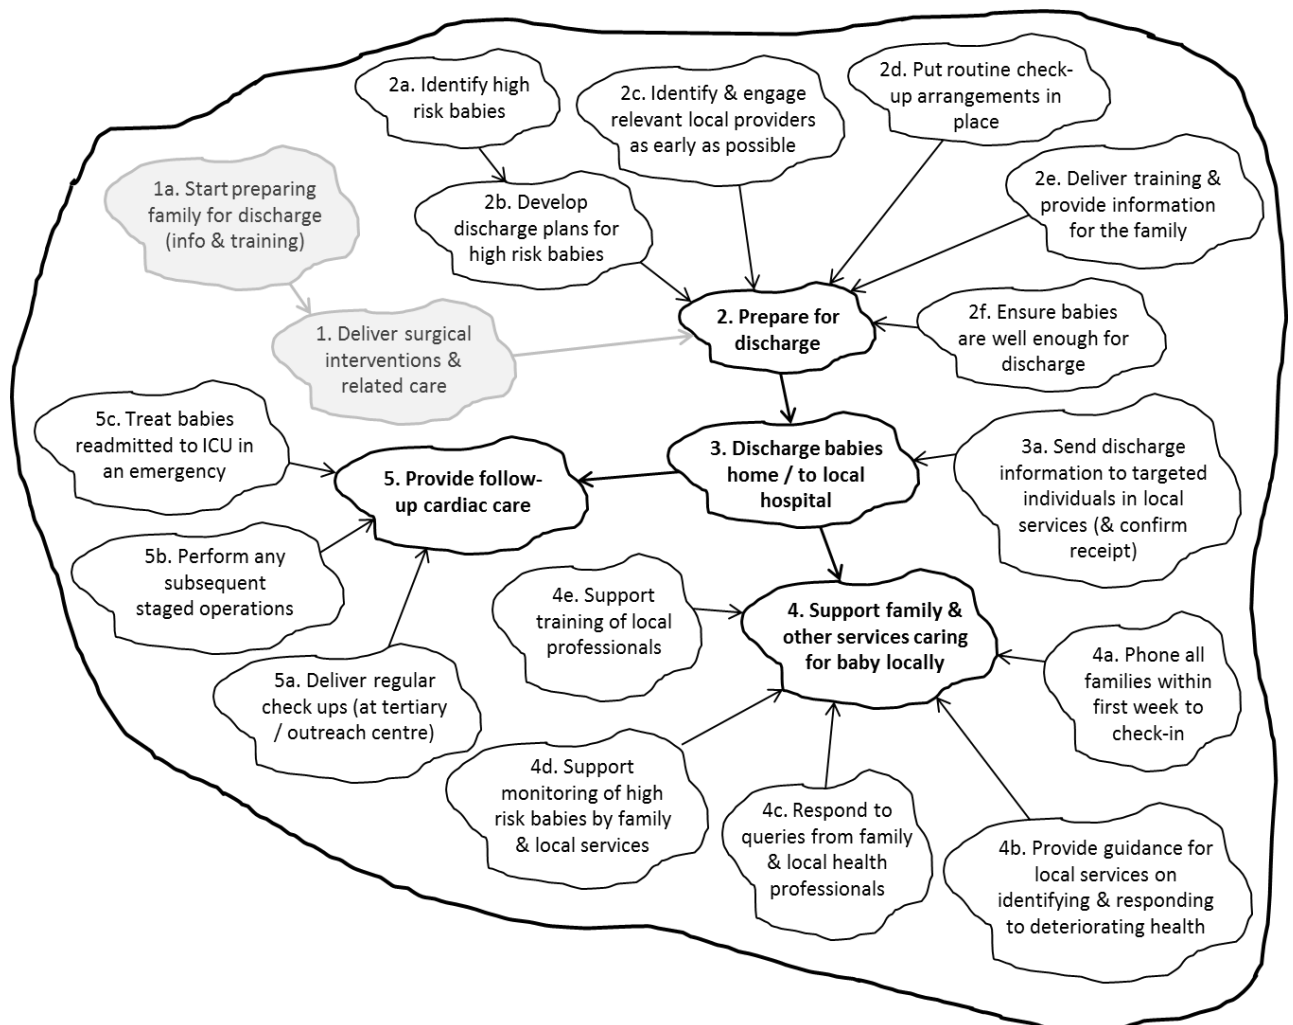 2a. Identify high
risk babies
2c. Identify & engage
relevant local providers
as early as possible
2d. Put routine check-
up arrangements in
place
1a. Start preparing
family for discharge
(info & training)
2b. Develop
discharge plans for
high risk babies
2e. Deliver training &
provide information
for the family
1. Deliver surgical
interventions &
related care
2. Prepare for
discharge
2f. Ensure babies
are well enough for
discharge
5c. Treat babies
readmitted to ICU in
an emergency
5. Provide follow-
up cardiac care
3. Discharge babies
home / to local
hospital
3a. Send discharge
information to targeted
individuals in local
services (& confirm
receipt)
5b. Perform any
subsequent
staged operations
4e. Support
training of local
professionals
4. Support family &
other services caring
for baby locally
4a. Phone all
families within
first week to
check-in
5a. Deliver regular
check ups (at tertiary
/ outreach centre)
4d. Support
monitoring of high
risk babies by family
& local services
4c. Respond to
queries from family
& local health
professionals
4b. Provide guidance for
local services on
identifying & responding
to deteriorating health